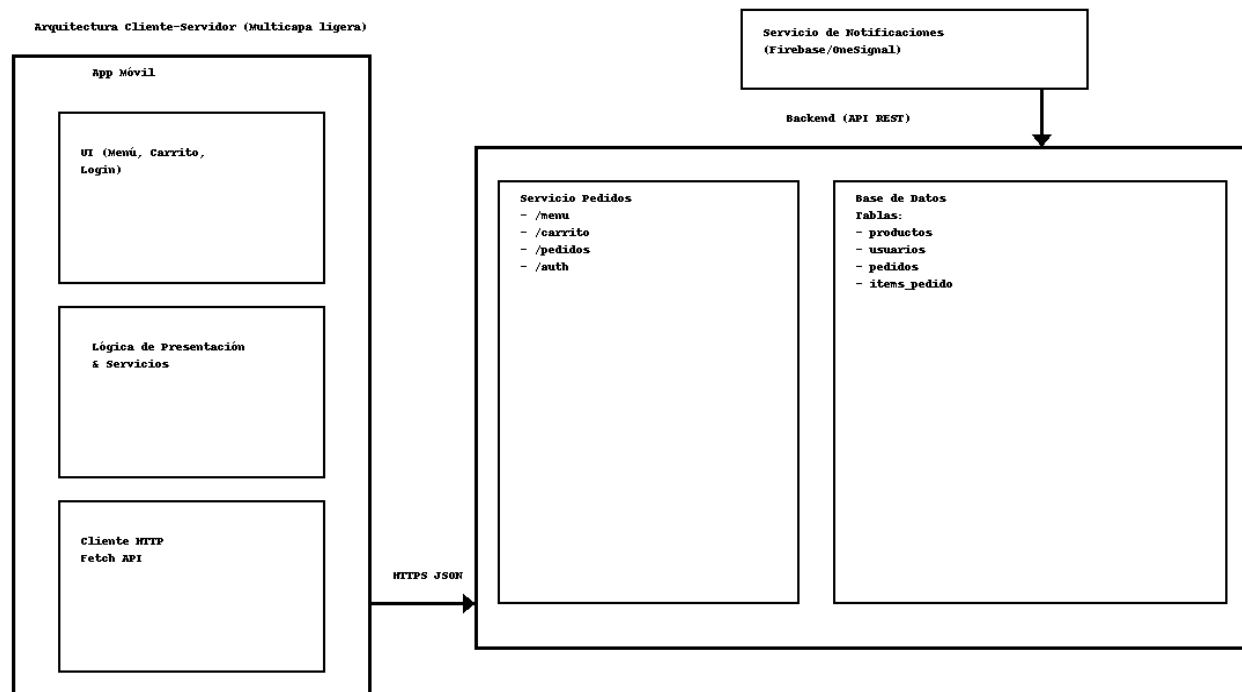 Arquitectura Cliente-Servidor (Multicapa ligera)
App Móvil
UI (Menú, Carrito,
Login)
Lógica de Presentación
& Servicios
Cliente HTTP
Fetch API
HTTPS JSON
Servicio de Notificaciones
(Firebase/OneSignal)
Backend (API REST)
Servicio Pedidos
- /menu
- /carrito
- /pedidos
- /auth
Base de Datos
Tablas:
- productos
- usuarios
- pedidos
- items_pedido